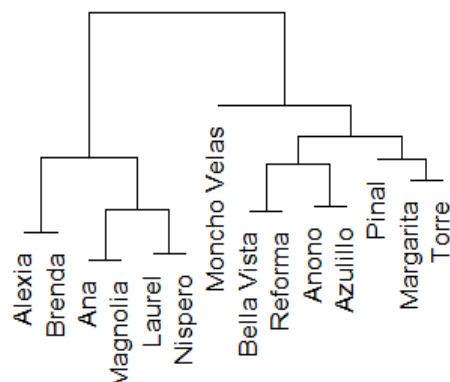 Alexia
Brenda
Ana
Magnolia
Laurel
Nispero
Moncho Velas
Bella Vista
Reforma
Anono
Azulillo
Pinal
Margarita
Torre